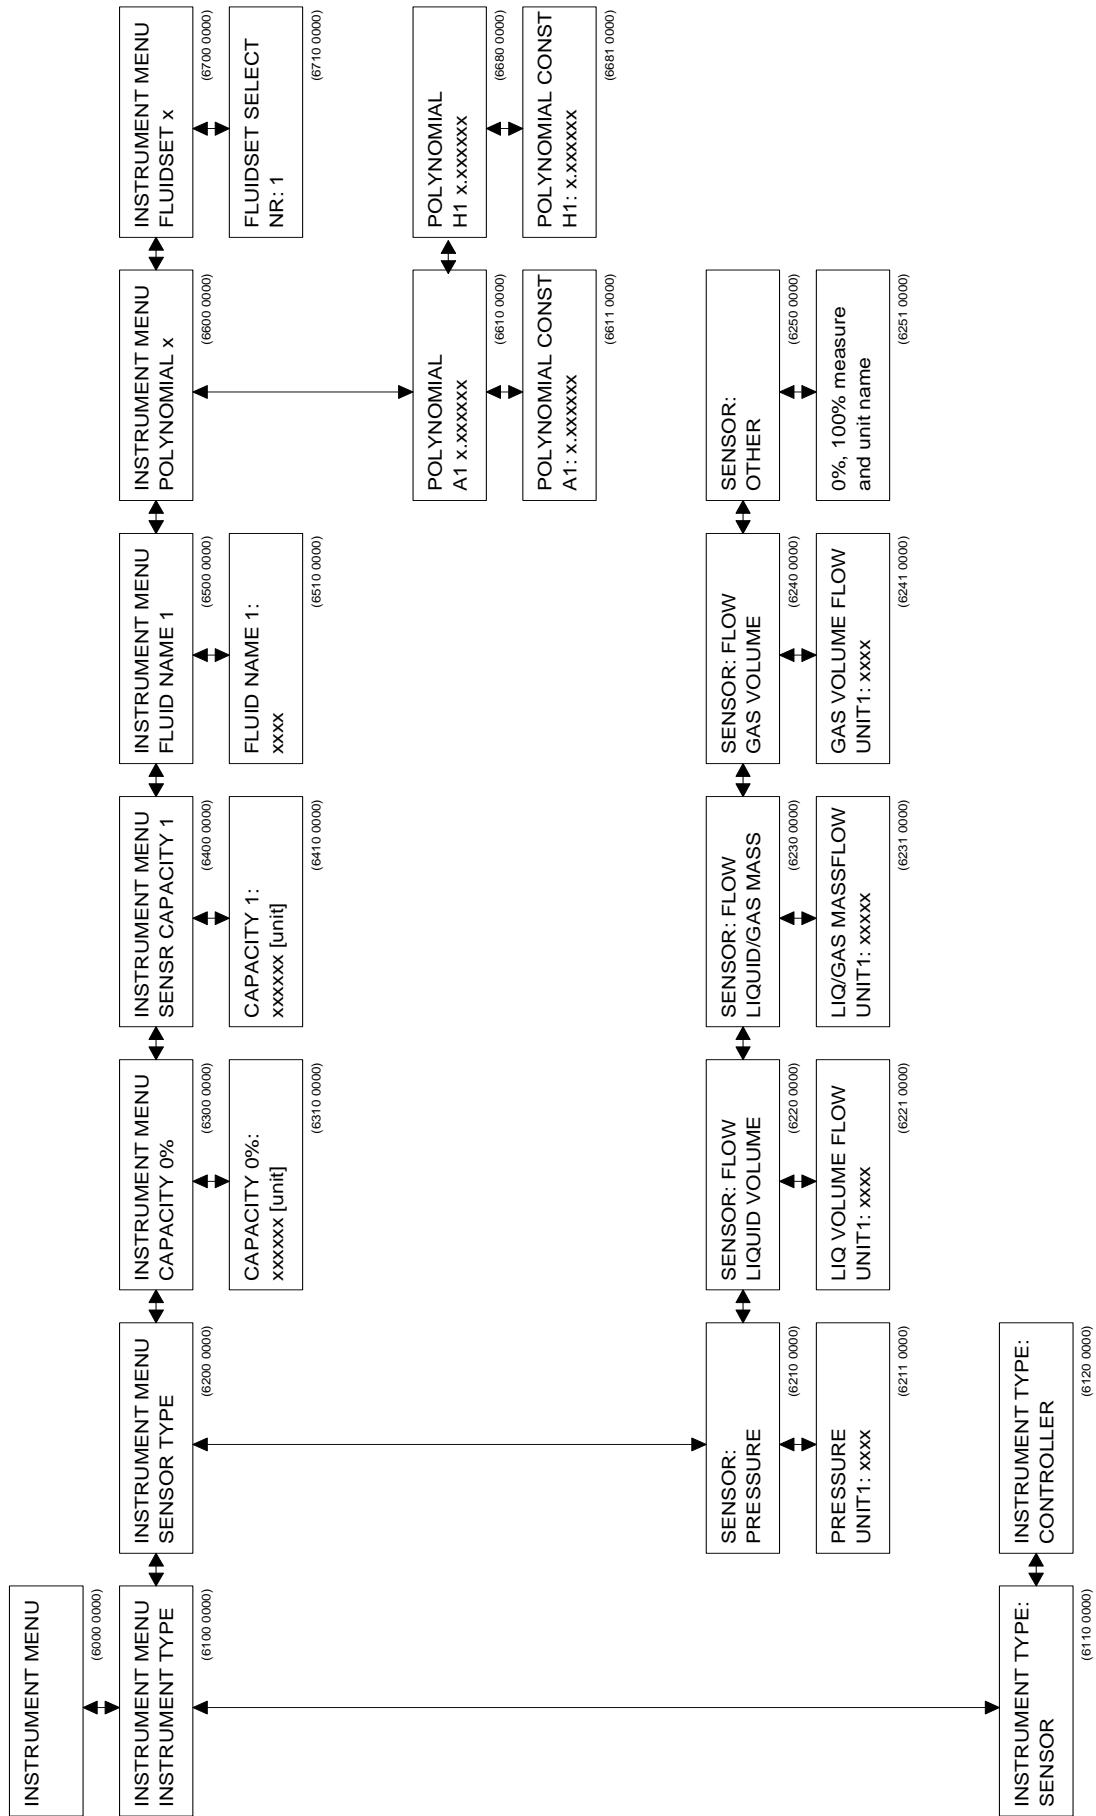 INSTRUMENT MENU
(6000 0000)
INSTRUMENT MENU
INSTRUMENT TYPE
(6100 0000)
INSTRUMENT MENU
SENSOR TYPE
(6200 0000)
INSTRUMENT MENU
CAPACITY 0%
(6300 0000)
INSTRUMENT MENU
SENSR CAPACITY 1
(6400 0000)
INSTRUMENT MENU
FLUID NAME 1
(6500 0000)
INSTRUMENT MENU
POLYNOMIAL x
(6600 0000)
INSTRUMENT MENU
FLUIDSET x
(6700 0000)
CAPACITY 0%:
xxxxxx [unit]
(6310 0000)
CAPACITY 1:
xxxxxx [unit]
(6410 0000)
FLUID NAME 1:
xxxx
(6510 0000)
FLUIDSET SELECT
NR: 1
(6710 0000)
POLYNOMIAL
A1 x.xxxxxx
(6610 0000)
POLYNOMIAL
H1 x.xxxxxx
(6680 0000)
POLYNOMIAL CONST
A1: x.xxxxxx
(6611 0000)
POLYNOMIAL CONST
H1: x.xxxxxx
(6681 0000)
SENSOR:
PRESSURE
(6210 0000)
SENSOR: FLOW
LIQUID VOLUME
(6220 0000)
SENSOR: FLOW
LIQUID/GAS MASS
(6230 0000)
SENSOR: FLOW
GAS VOLUME
(6240 0000)
SENSOR:
OTHER
(6250 0000)
PRESSURE
UNIT1: xxxx
(6211 0000)
LIQ VOLUME FLOW
UNIT1: xxxx
(6221 0000)
LIQ/GAS MASSFLOW
UNIT1: xxxxx
(6231 0000)
GAS VOLUME FLOW
UNIT1: xxxx
(6241 0000)
0%, 100% measure
and unit name
(6251 0000)
INSTRUMENT TYPE:
SENSOR
(6110 0000)
INSTRUMENT TYPE:
CONTROLLER
(6120 0000)